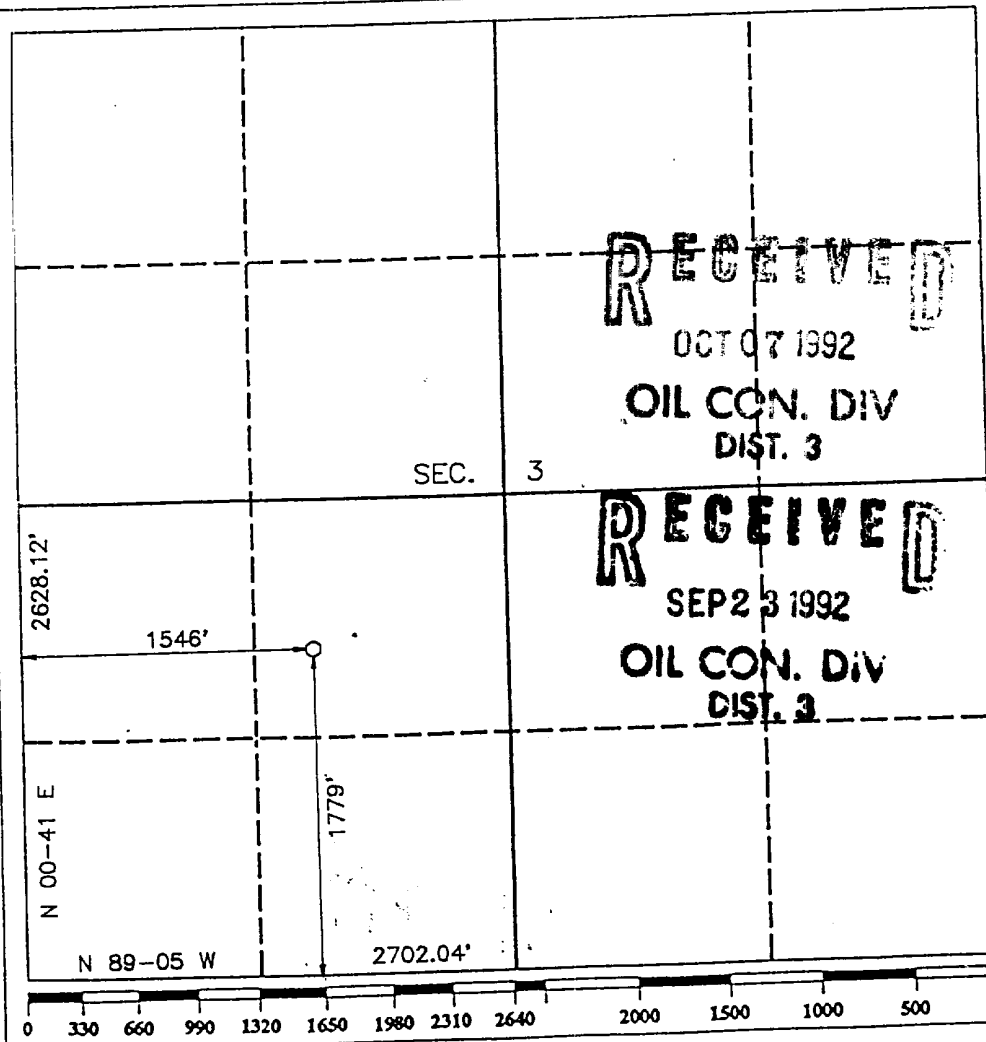 RECEIVED
OCT 07 1992
OIL CON. DIV
DIST. 3
SEC. 3
RECEIVED
SEP 23 1992
OIL CON. DIV
DIST. 3
2628.12'
1546'
1779'
N 00-41 E
N 89-05 W 2702.04'
0 330 660 990 1320 1650 1980 2310 2640 2000 1500 1000 500